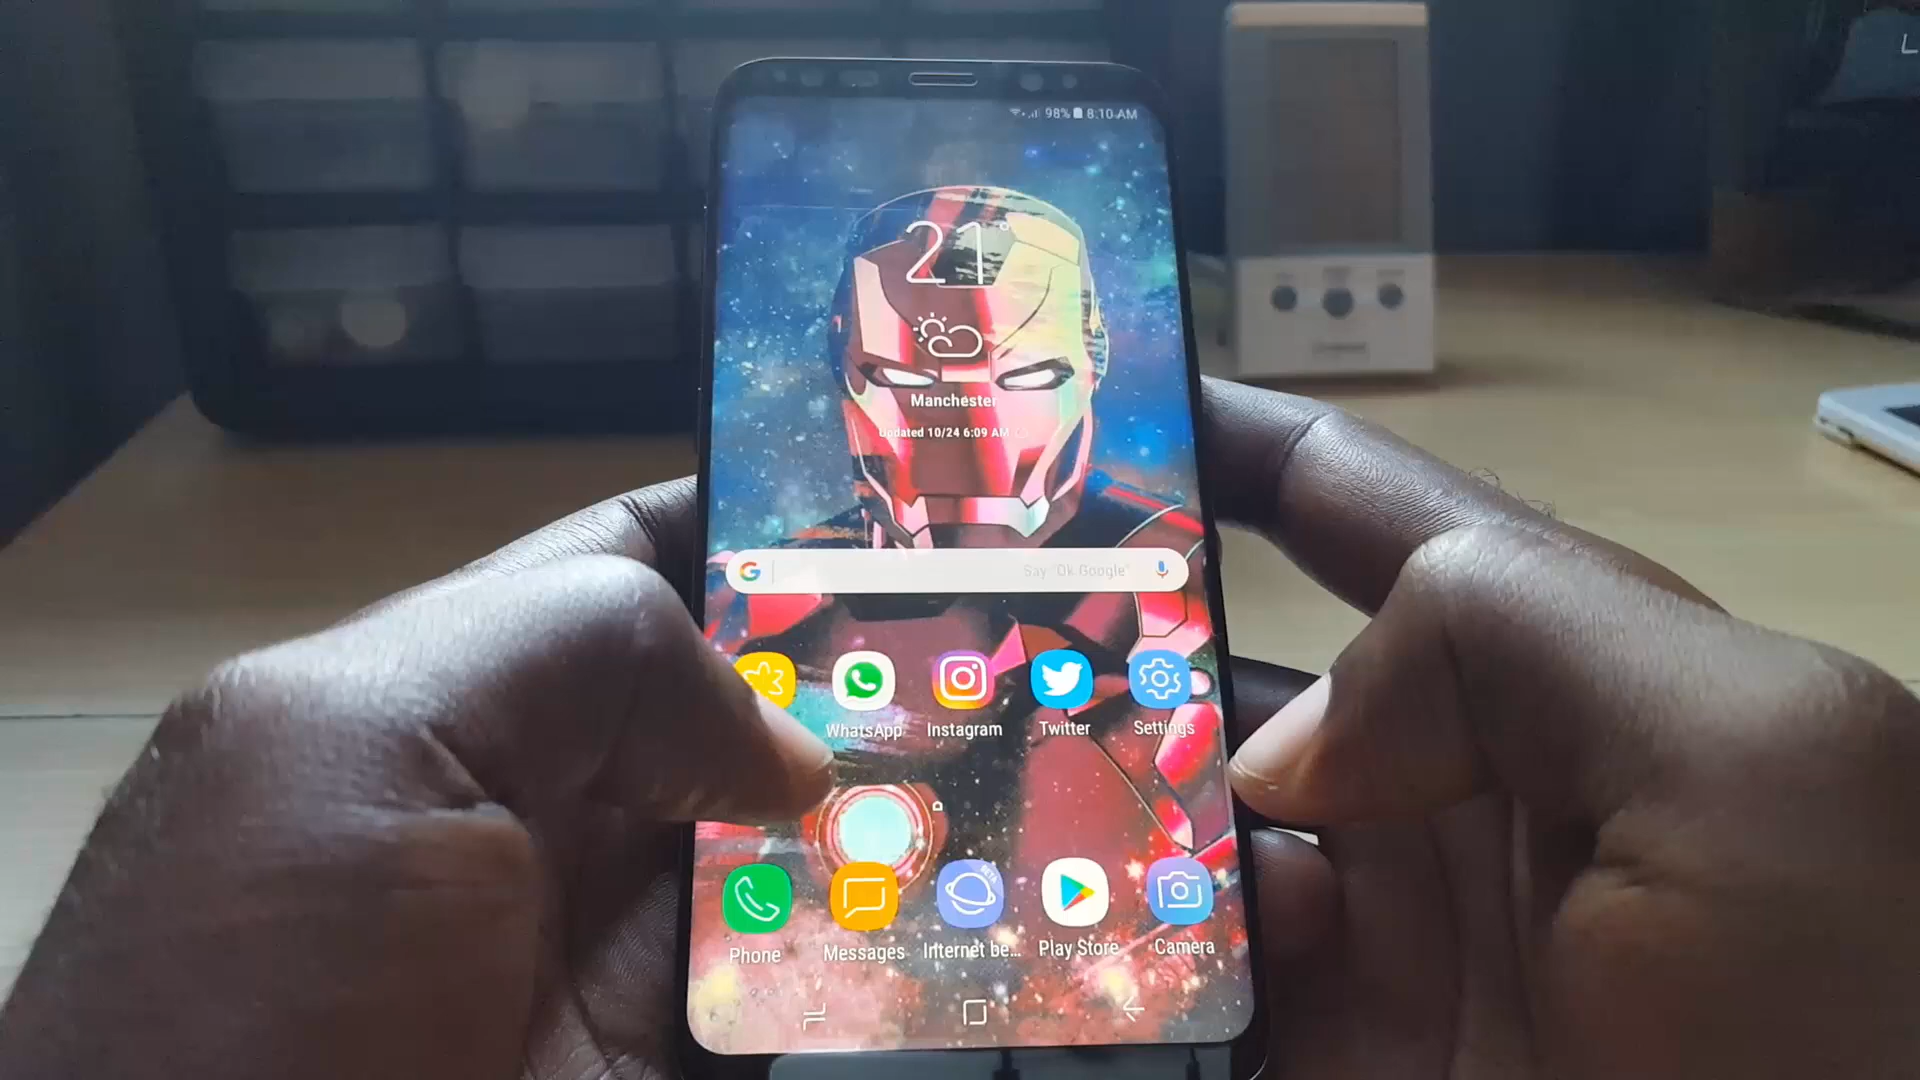 98% 8:10 AM
21°
Manchester
Updated 10/24 6:09 AM
G Say "Ok Google"
WhatsApp Instagram Twitter Settings
BETA
Phone Messages Internet be... Play Store Camera